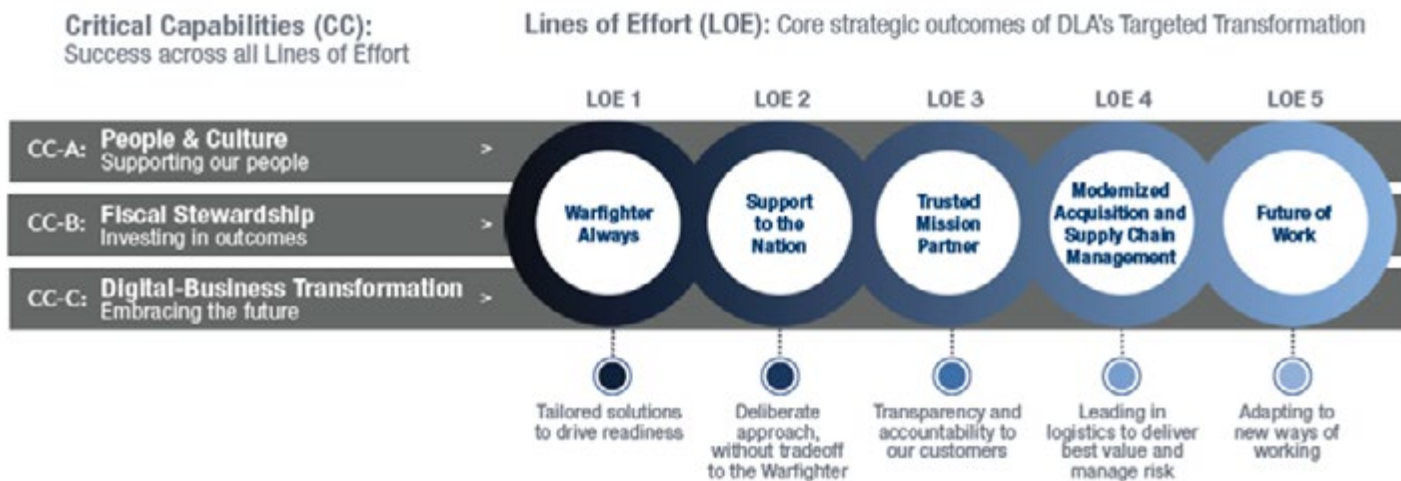 Critical Capabilities (CC):
Success across all Lines of Effort
Lines of Effort (LOE): Core strategic outcomes of DLA's Targeted Transformation
LOE 1
LOE 2
LOE 3
LOE 4
LOE 5
CC-A: People & Culture
Supporting our people
>
CC-B: Fiscal Stewardship
Investing in outcomes
CC-C: Digital-Business Transformation
Embracing the future
>
Warfighter
Always
Support
to the
Nation
Trusted
Mission
Partner
Modernized
Acquisition and
Supply Chain
Management
Future of
Work
Tailored solutions
to drive readiness
Deliberate
approach,
without tradeoff
to the Warfighter
Transparency and
accountability to
our customers
Leading in
logistics to deliver
best value and
manage risk
Adapting to
new ways of
working